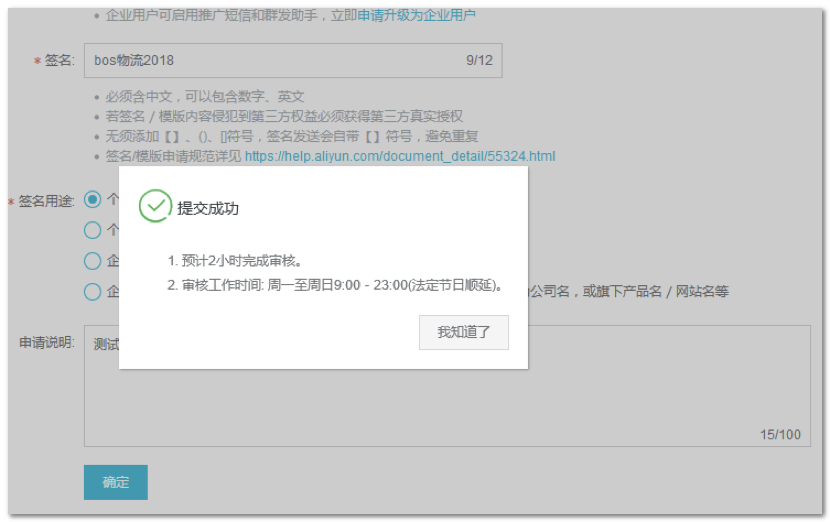 企业用户可启用推广短信和群发助手，立即申请升级为企业用户
* 签名: bos物流2018 9/12
必须含中文，可以包含数字、英文
若签名 / 模版内容侵犯到第三方权益必须获得第三方真实授权
无须添加【】、()、[]符号，签名发送会自带【】符号，避免重复
签名/模版申请规范详见 https://help.aliyun.com/document_detail/55324.html
* 签名用途: 个
个
企
企
公司名，或旗下产品名 / 网站名等
提交成功
1. 预计2小时完成审核。
2. 审核工作时间: 周一至周日9:00 - 23:00(法定节日顺延)。
我知道了
申请说明: 测试
15/100
确定